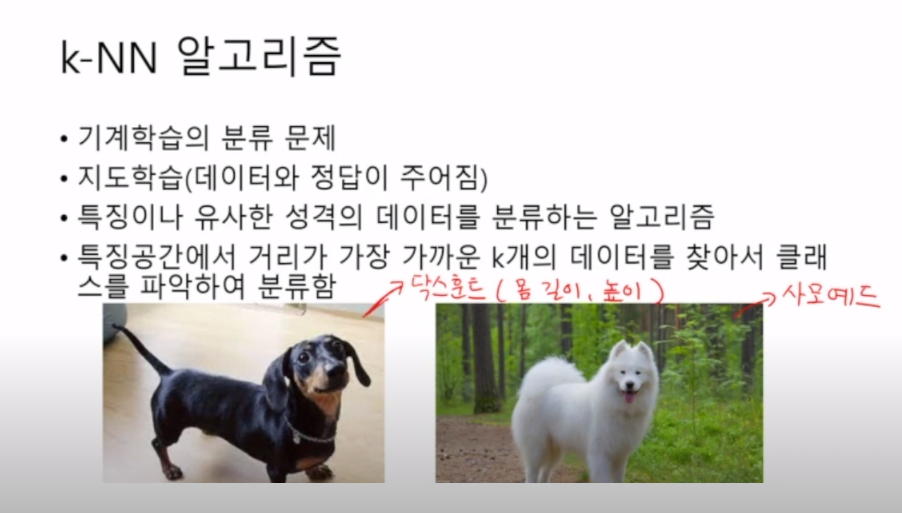 k-NN 알고리즘
• 기계학습의 분류 문제
• 지도학습(데이터와 정답이 주어짐)
• 특징이나 유사한 성격의 데이터를 분류하는 알고리즘
• 특징공간에서 거리가 가장 가까운 k개의 데이터를 찾아서 클래
스를 파악하여 분류함
닥스훈트 ( 몸 길이, 높이 )
사모예드